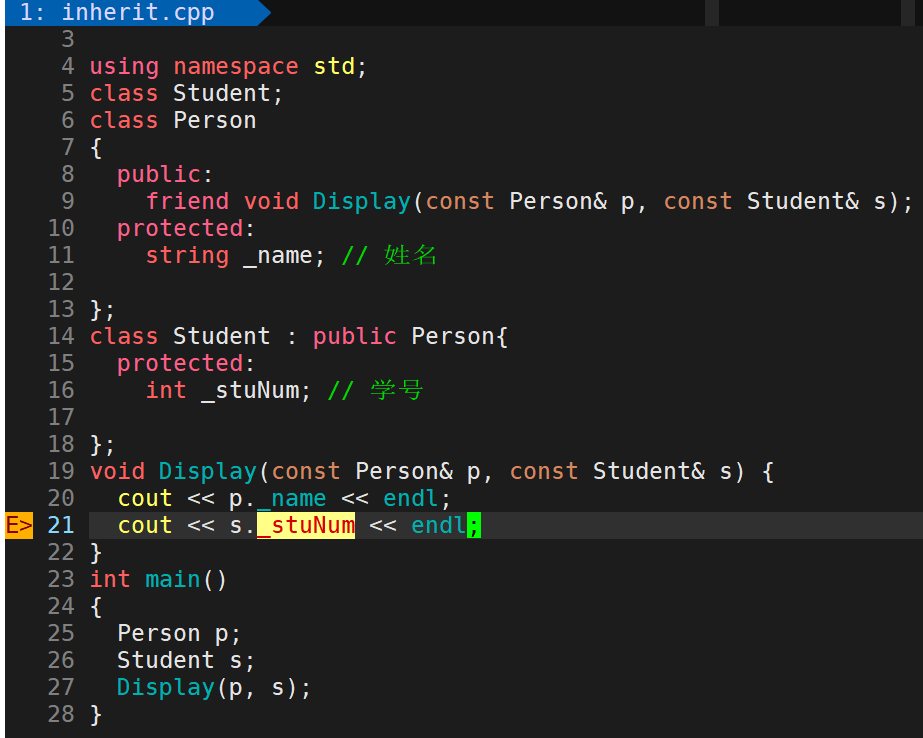 1: inherit.cpp
3
4 using namespace std;
5 class Student;
6 class Person
7 {
8   public:
9     friend void Display(const Person& p, const Student& s);
10   protected:
11     string _name; // 姓名
12
13 };
14 class Student : public Person{
15   protected:
16     int _stuNum; // 学号
17
18 };
19 void Display(const Person& p, const Student& s) {
20   cout << p._name << endl;
E> 21   cout << s._stuNum << endl;
22 }
23 int main()
24 {
25   Person p;
26   Student s;
27   Display(p, s);
28 }